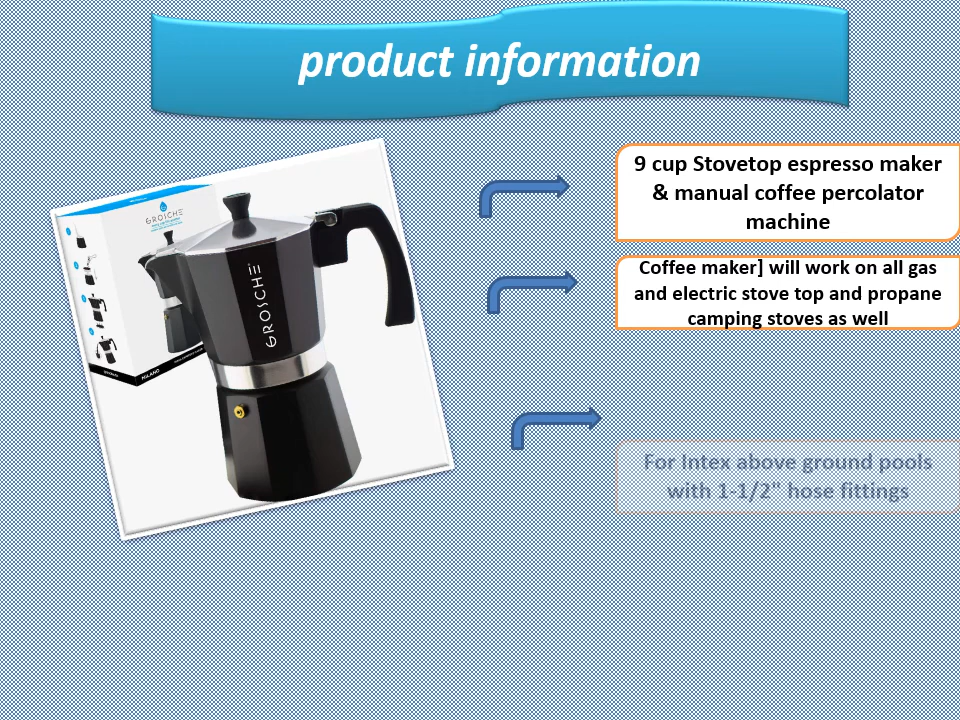 product information
9 cup Stovetop espresso maker
& manual coffee percolator
machine
Coffee maker] will work on all gas
and electric stove top and propane
camping stoves as well
For Intex above ground pools
with 1-1/2" hose fittings
GROSCHE
GROSCHE
MILANO